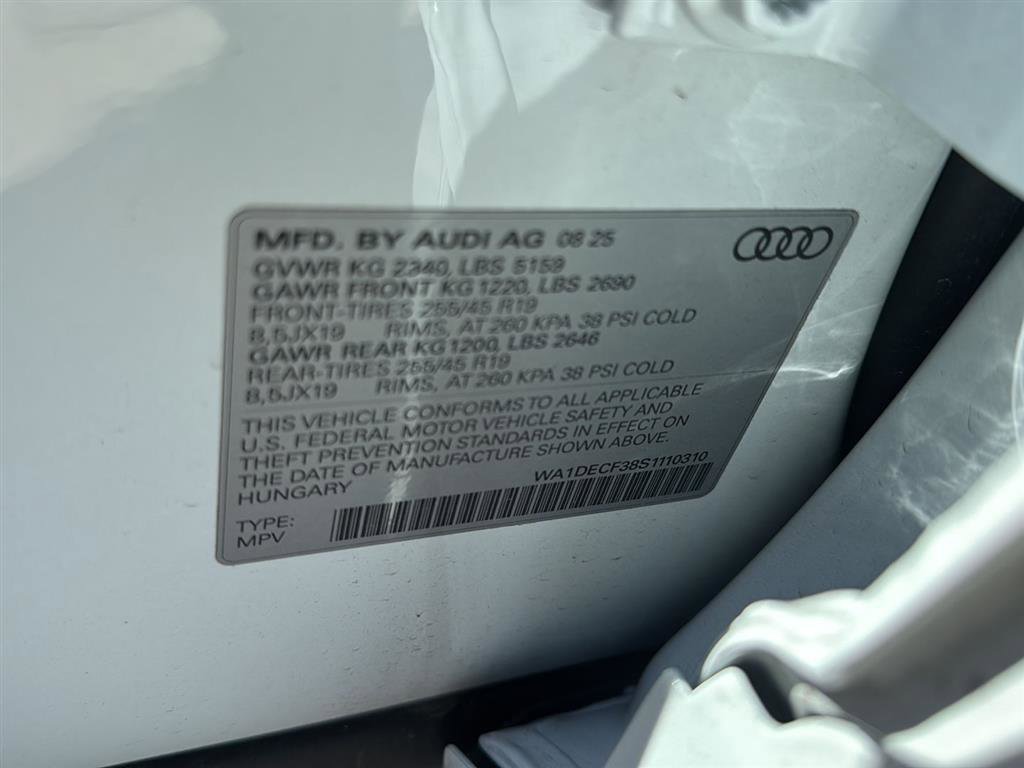 MFD. BY AUDI AG 08 25
GVWR KG 2340, LBS 5159
GAWR FRONT KG 1220, LBS 2690
FRONT-TIRES 255/45 R19
8,5JX19 RIMS, AT 260 KPA 38 PSI COLD
GAWR REAR KG 1200, LBS 2646
REAR-TIRES 255/45 R19
8,5JX19 RIMS, AT 260 KPA 38 PSI COLD
THIS VEHICLE CONFORMS TO ALL APPLICABLE
U.S. FEDERAL MOTOR VEHICLE SAFETY AND
THEFT PREVENTION STANDARDS IN EFFECT ON
THE DATE OF MANUFACTURE SHOWN ABOVE.
HUNGARY WA1DECF38S1110310
TYPE:
MPV